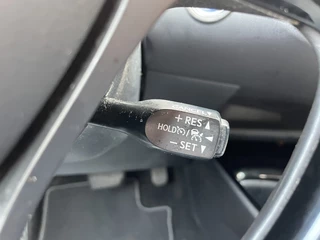 + RES ▲
HOLD /
− SET ▼